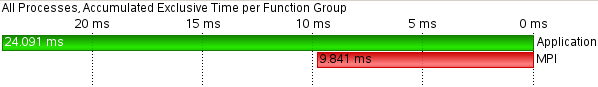 All Processes, Accumulated Exclusive Time per Function Group
20 ms 15 ms 10 ms 5 ms 0 ms
24.091 ms Application
9.841 ms MPI